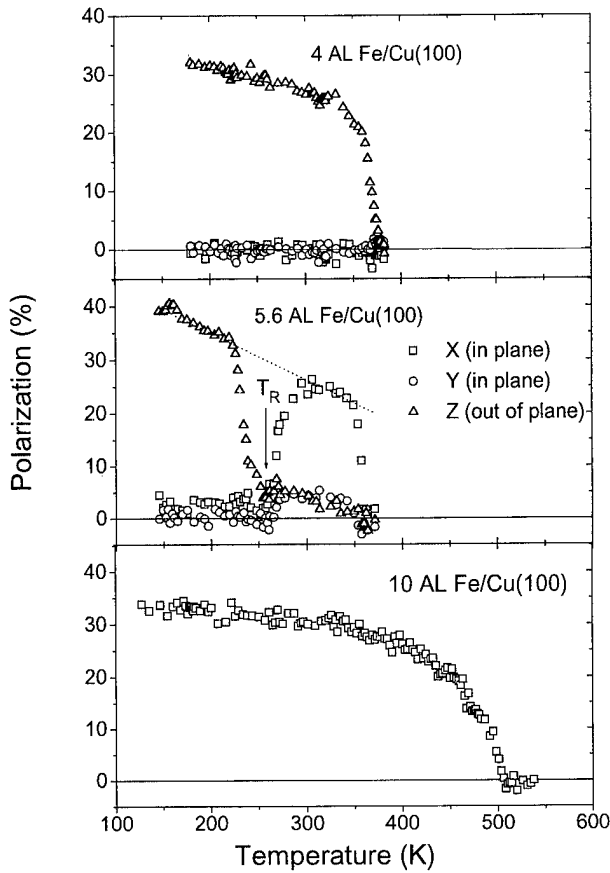 40
4 AL Fe/Cu(100)
30
20
10
0
40
5.6 AL Fe/Cu(100)
30
X (in plane)
Y (in plane)
Z (out of plane)
20
TR
10
0
40
10 AL Fe/Cu(100)
30
20
10
0
100 200 300 400 500 600
Temperature (K)
Polarization (%)